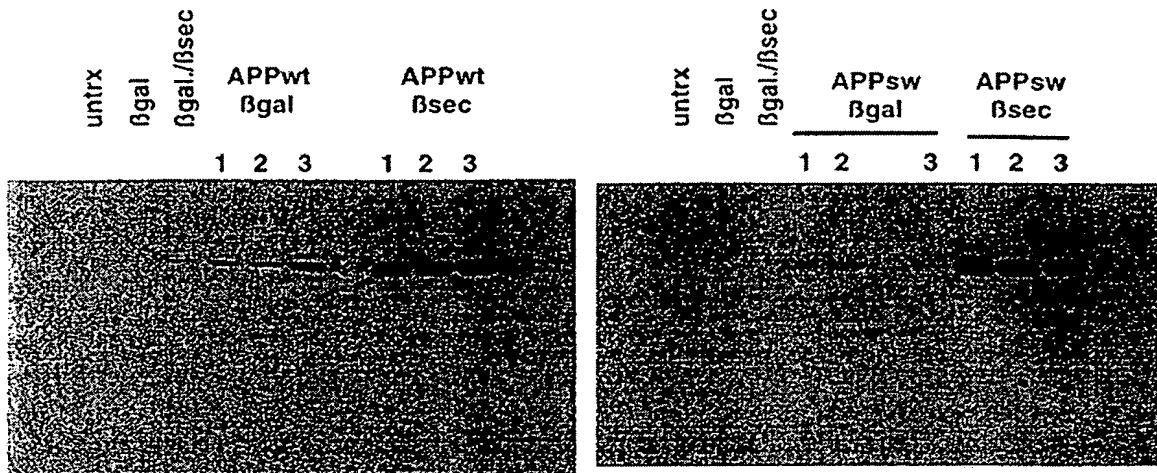 untrx
ßgal
ßgal./ßsec
APPwt
ßgal
APPwt
ßsec
1 2 3 1 2 3
untrx
ßgal
ßgal/ßsec
APPsw
ßgal
APPsw
ßsec
1 2 3 1 2 3